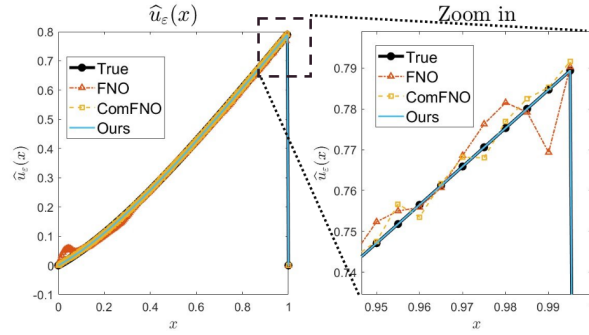 û_ε(x)
Zoom in
True
FNO
ComFNO
Ours
û_ε(x)
0.8
0.7
0.6
0.5
0.4
0.3
0.2
0.1
0
-0.1
0
0.2
0.4
0.6
0.8
1
x
True
FNO
ComFNO
Ours
û_ε(x)
0.79
0.78
0.77
0.76
0.75
0.74
0.73
0.95
0.96
0.97
0.98
0.99
x